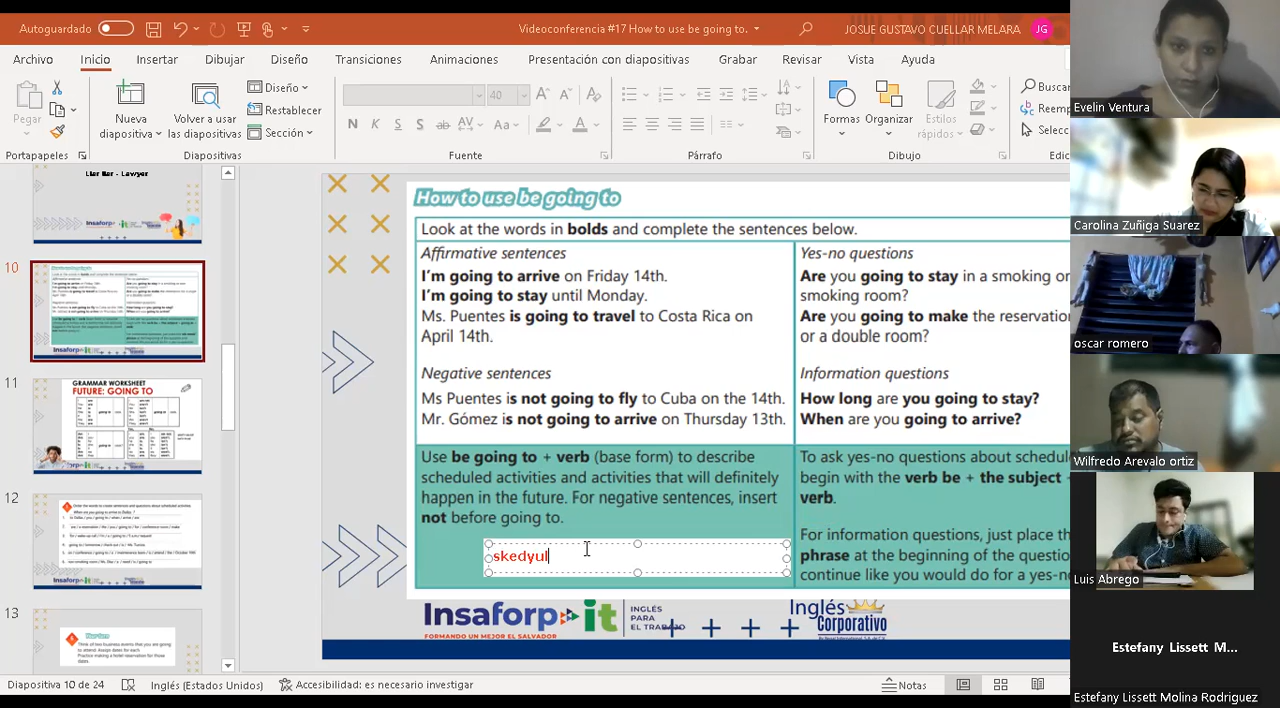 Autoguardado
Videoconferencia #17 How to use be going to.
JOSUE GUSTAVO CUELLAR MELARA
JG
Archivo Inicio Insertar Dibujar Diseño Transiciones Animaciones Presentación con diapositivas Grabar Revisar Vista Ayuda
Pegar
Nueva diapositiva
Volver a usar las diapositivas
Diseño
Restablecer
Sección
40
Formas
Organizar
Estilos rápidos
Buscar
Reemp
Selecc
Portapapeles
Diapositivas
Fuente
Párrafo
Dibujo
Edic
Lawyer
10
11
GRAMMAR WORKSHEET
FUTURE: GOING TO
12
13
How to use be going to
Look at the words in bolds and complete the sentences below.
Affirmative sentences
I'm going to arrive on Friday 14th.
I'm going to stay until Monday.
Ms. Puentes is going to travel to Costa Rica on
April 14th.
Negative sentences
Ms Puentes is not going to fly to Cuba on the 14th.
Mr. Gómez is not going to arrive on Thursday 13th.
Yes-no questions
Are you going to stay in a smoking or
smoking room?
Are you going to make the reservation
or a double room?
Information questions
How long are you going to stay?
When are you going to arrive?
Use be going to + verb (base form) to describe
scheduled activities and activities that will definitely
happen in the future. For negative sentences, insert
not before going to.
skedyul
To ask yes-no questions about schedu
begin with the verb be + the subject +
verb.
For information questions, just place th
phrase at the beginning of the questio
continue like you would do for a yes-n
Insaforp it
FORMANDO UN MEJOR EL SALVADOR
INGLÉS
PARA
EL TRABAJO
Inglés
Corporativo
Diapositiva 10 de 24
Inglés (Estados Unidos)
Accesibilidad: es necesario investigar
Notas
Evelin Ventura
Carolina Zuñiga Suarez
oscar romero
Wilfredo Arevalo ortiz
Luis Abrego
Estefany Lissett M...
Estefany Lissett Molina Rodriguez